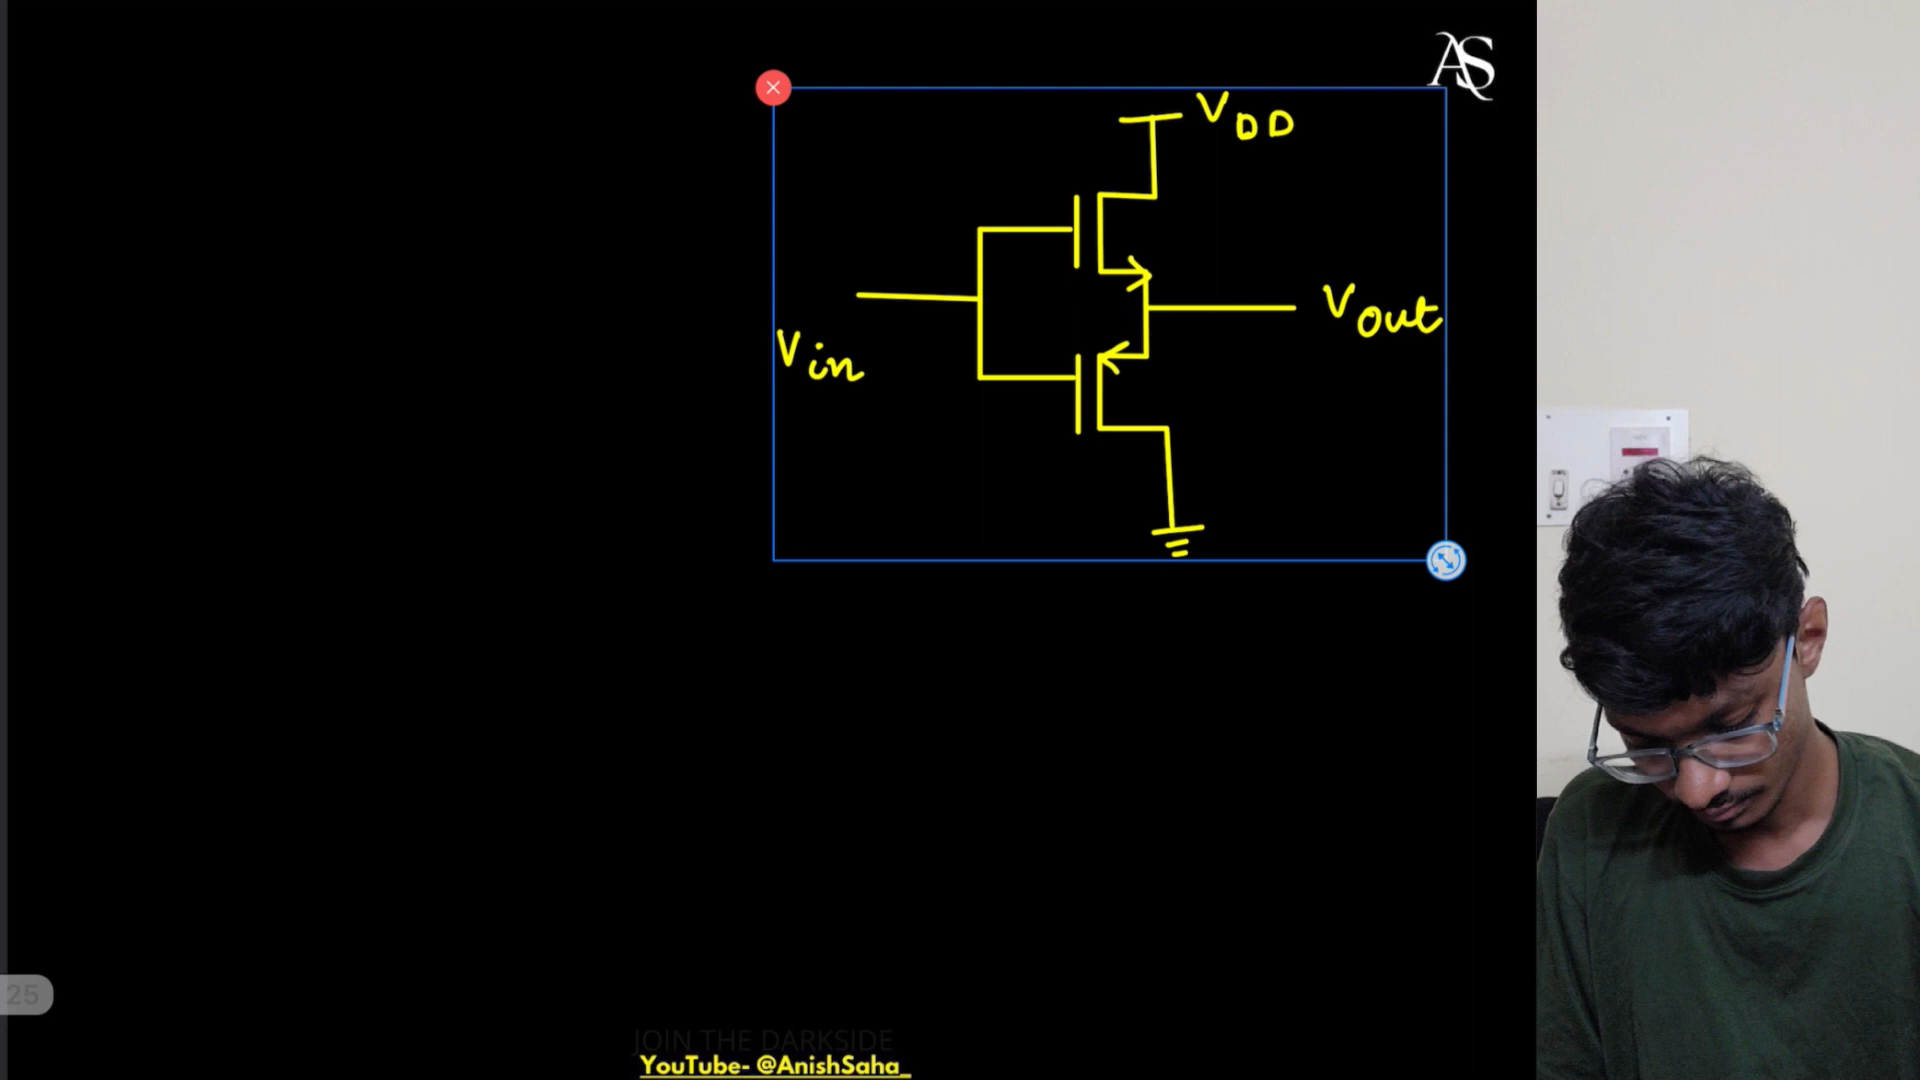 AS
VDD
Vout
Vin
25
JOIN THE DARKSIDE
YouTube- @AnishSaha_